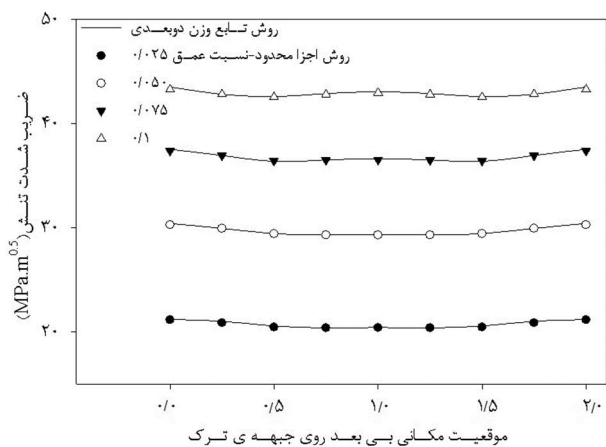 ۵۰
۴۰
۳۰
۲۰
ضریب شدت تنش (MPa.m^0.5)
روش تابع وزن دوبعدی
روش اجزا محدود-نسبت عمق ۰/۰۲۵
۰/۰۵۰
۰/۰۷۵
۰/۱
۰/۰ ۰/۵ ۱/۰ ۱/۵ ۲/۰
موقعیت مکانی بی بعد روی جبهه ی ترک